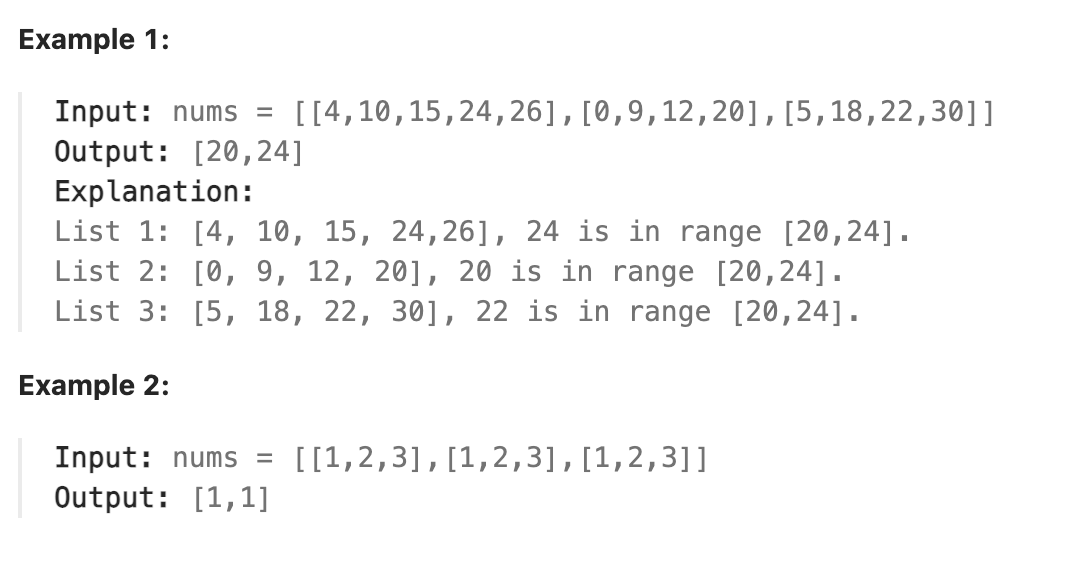 Example 1:
Input: nums = [[4,10,15,24,26],[0,9,12,20],[5,18,22,30]]
Output: [20,24]
Explanation:
List 1: [4, 10, 15, 24,26], 24 is in range [20,24].
List 2: [0, 9, 12, 20], 20 is in range [20,24].
List 3: [5, 18, 22, 30], 22 is in range [20,24].
Example 2:
Input: nums = [[1,2,3],[1,2,3],[1,2,3]]
Output: [1,1]